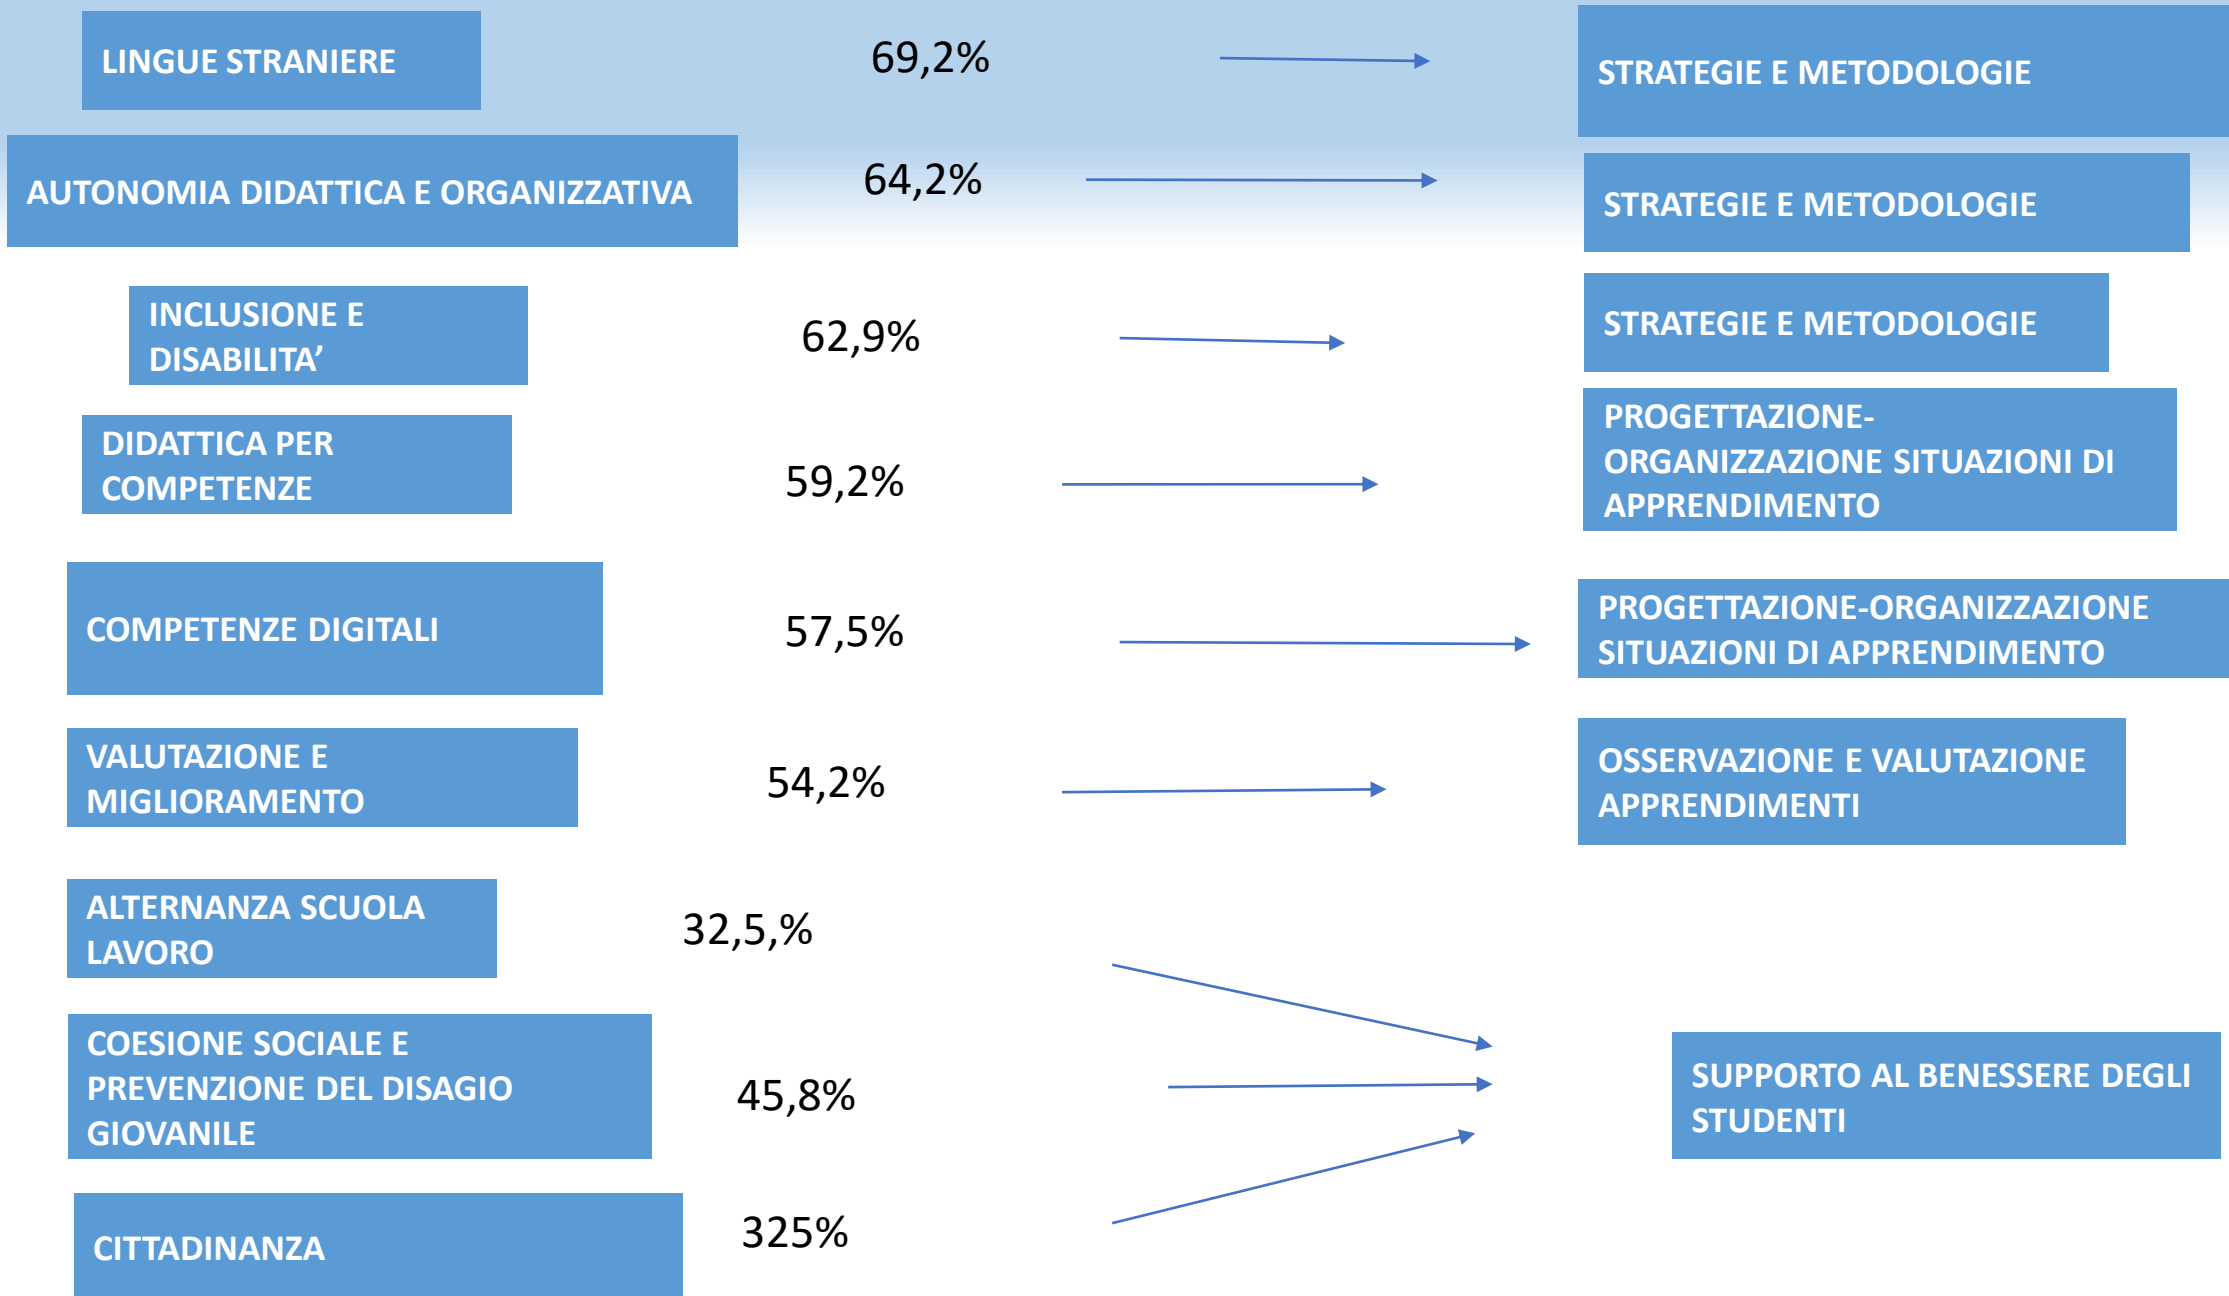 LINGUE STRANIERE
69,2%
STRATEGIE E METODOLOGIE
AUTONOMIA DIDATTICA E ORGANIZZATIVA
64,2%
STRATEGIE E METODOLOGIE
INCLUSIONE E
DISABILITA’
62,9%
STRATEGIE E METODOLOGIE
DIDATTICA PER
COMPETENZE
59,2%
PROGETTAZIONE-
ORGANIZZAZIONE SITUAZIONI DI
APPRENDIMENTO
COMPETENZE DIGITALI
57,5%
PROGETTAZIONE-ORGANIZZAZIONE
SITUAZIONI DI APPRENDIMENTO
VALUTAZIONE E
MIGLIORAMENTO
54,2%
OSSERVAZIONE E VALUTAZIONE
APPRENDIMENTI
ALTERNANZA SCUOLA
LAVORO
32,5,%
COESIONE SOCIALE E
PREVENZIONE DEL DISAGIO
GIOVANILE
45,8%
SUPPORTO AL BENESSERE DEGLI
STUDENTI
CITTADINANZA
325%